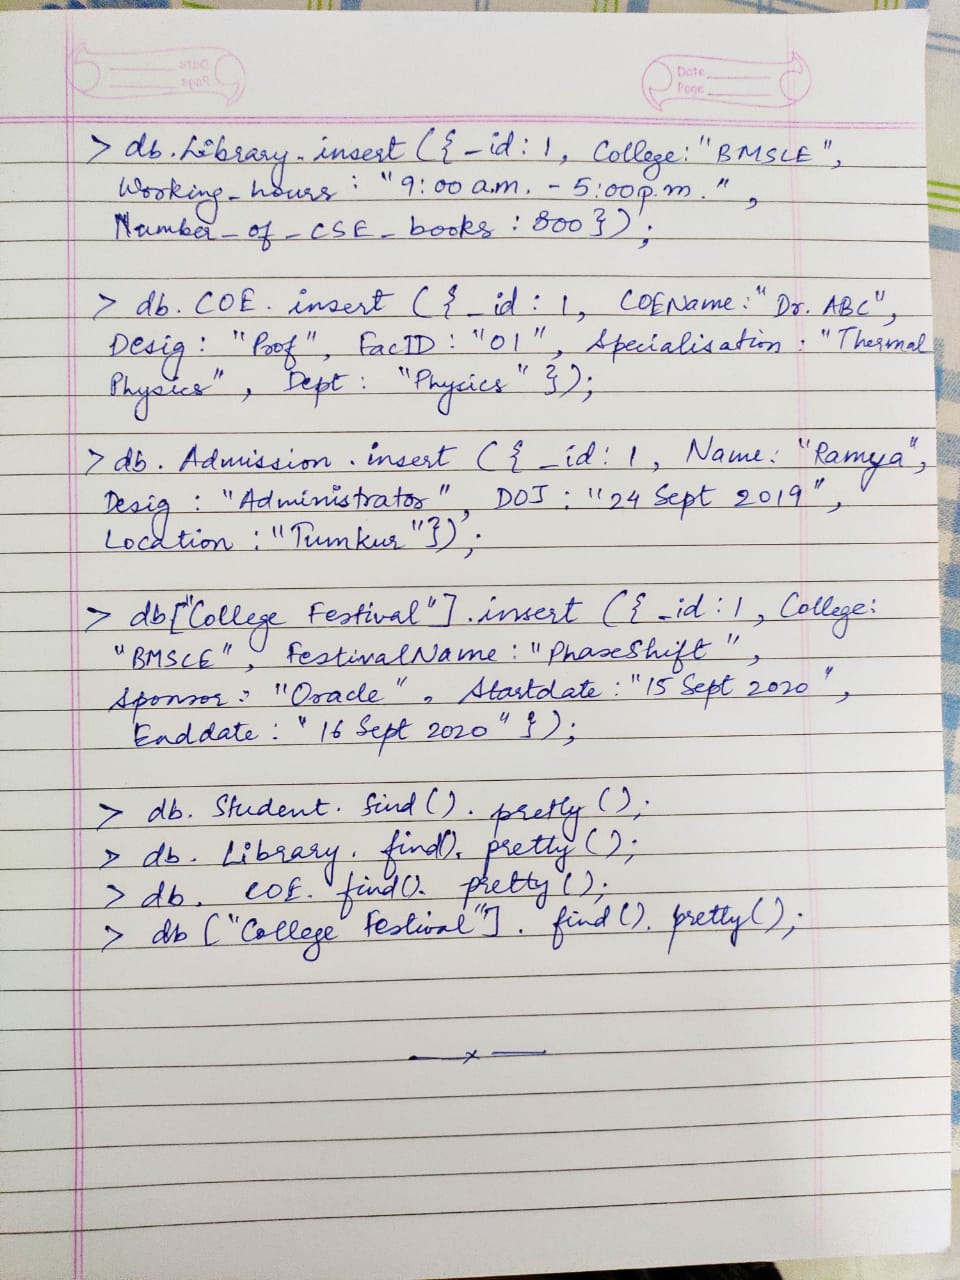 Date
Page
> db.Library.insert ({_id: 1, College: "BMSCE",
Working_hours : "9:00 a.m. - 5:00p.m.",
Number_of_CSE_books : 800});
> db. COE. insert ({_id : 1, COEName : "Dr. ABC",
Desig : "Prof", FacID : "01", Specialisation : "Thermal
Physics", Dept : "Physics" });
> db. Admission. insert ({_id: 1, Name: "Ramya",
Desig : "Administrator", DOJ : "24 Sept 2019",
Location : "Tumkur"});
> db["College Festival"].insert ({_id:1, College:
"BMSCE", FestivalName : "PhaseShift",
Sponsor : "Oracle", Startdate : "15 Sept 2020",
Enddate : "16 Sept 2020" });
> db. Student. find(). pretty ();
> db. Library. find(). pretty ();
> db. COE. find(). pretty ();
> db ["College Festival"]. find(). pretty();